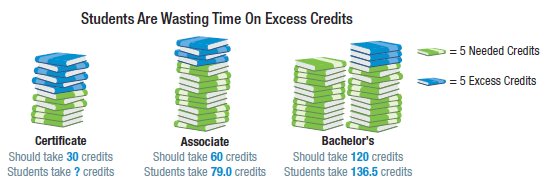 Students Are Wasting Time On Excess Credits
= 5 Needed Credits
= 5 Excess Credits
Certificate
Should take 30 credits
Students take ? credits
Associate
Should take 60 credits
Students take 79.0 credits
Bachelor's
Should take 120 credits
Students take 136.5 credits